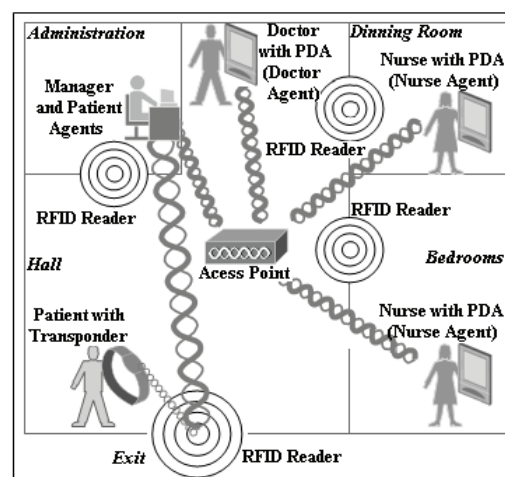 Administration
Doctor
with PDA
(Doctor
Agent)
Dinning Room
Nurse with PDA
(Nurse Agent)
Manager
and Patient
Agents
RFID Reader
RFID Reader
RFID Reader
Hall
Acess Point
Bedrooms
Patient with
Transponder
Nurse with PDA
(Nurse Agent)
Exit
RFID Reader